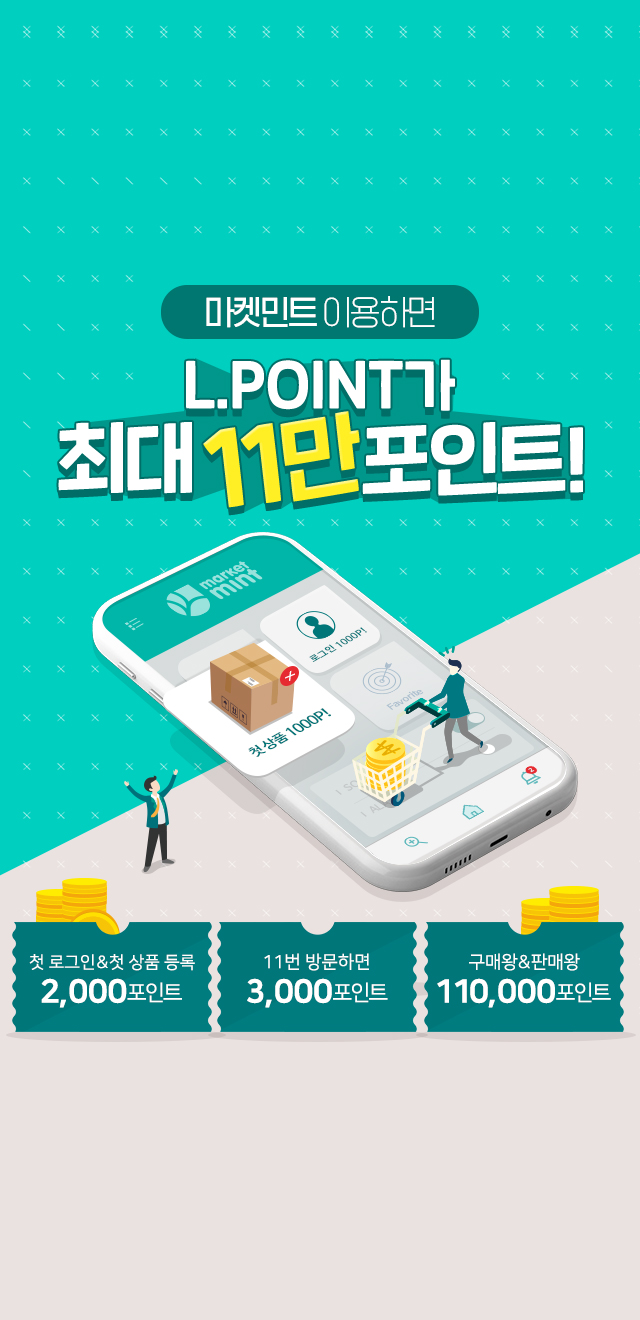 마켓민트 이용하면
L.POINT가
최대 11만포인트!
market
mint
로그인 1000P!
첫 상품 1000P!
Favorite
2
첫 로그인&첫 상품 등록
2,000포인트
11번 방문하면
3,000포인트
구매왕&판매왕
110,000포인트